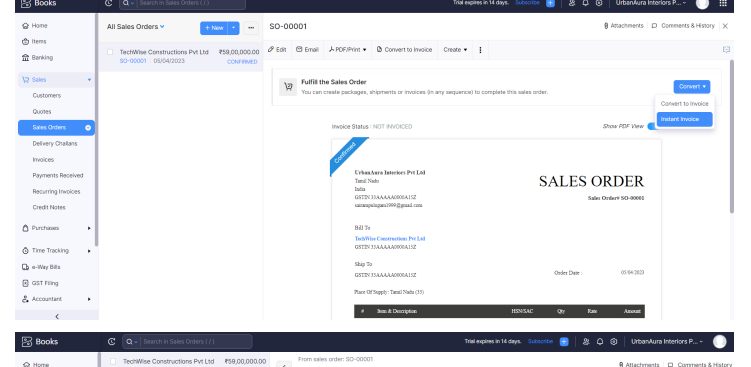 Books
Search in Sales Orders ( / )
Trial expires in 14 days. Subscribe
UrbanAura Interiors P...
Home
Items
Banking
Sales
Customers
Quotes
Sales Orders
Delivery Challans
Invoices
Payments Received
Recurring Invoices
Credit Notes
Purchases
Time Tracking
e-Way Bills
GST Filing
Accountant
All Sales Orders
+ New
TechWise Constructions Pvt Ltd ₹59,00,000.00
SO-00001 05/04/2023 CONFIRMED
SO-00001
Attachments Comments & History
Edit Email PDF/Print Convert to Invoice Create
Fulfill the Sales Order
You can create packages, shipments or invoices (in any sequence) to complete this sales order.
Convert
Convert to Invoice
Instant Invoice
Invoice Status : NOT INVOICED
Show PDF View
Confirmed
UrbanAura Interiors Pvt Ltd
Tamil Nadu
India
SALES ORDER
Sales Order# SO-00001
Bill To
TechWise Constructions Pvt Ltd
Ship To
Order Date : 05/04/2023
Place Of Supply: Tamil Nadu (33)
# Item & Description HSN/SAC Qty Rate Amount
Books
Search in Sales Orders ( / )
Trial expires in 14 days. Subscribe
UrbanAura Interiors P...
Home
TechWise Constructions Pvt Ltd ₹59,00,000.00
From sales order: SO-00001
Attachments Comments & History